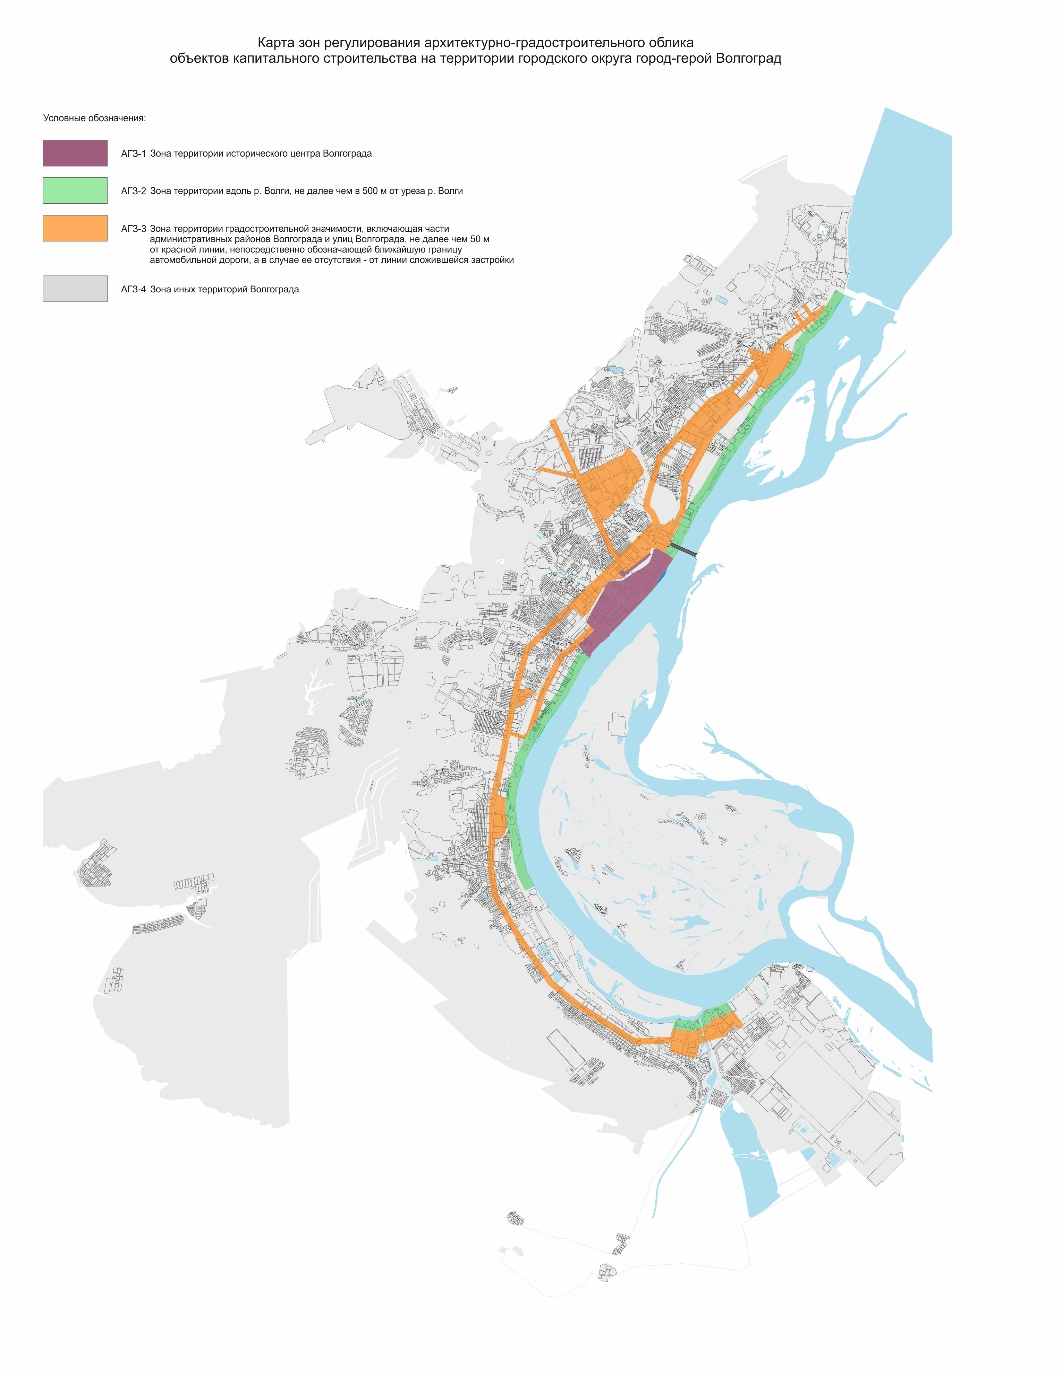 Карта зон регулирования архитектурно-градостроительного облика
объектов капитального строительства на территории городского округа город-герой Волгоград
Условные обозначения:
АГЗ-1 Зона территории исторического центра Волгограда
АГЗ-2 Зона территории вдоль р. Волги, не далее чем в 500 м от уреза р. Волги
АГЗ-3 Зона территории градостроительной значимости, включающая части
административных районов Волгограда и улиц Волгограда, не далее чем 50 м
от красной линии, непосредственно обозначающей ближайшую границу
автомобильной дороги, а в случае ее отсутствия - от линии сложившейся застройки
АГЗ-4 Зона иных территорий Волгограда